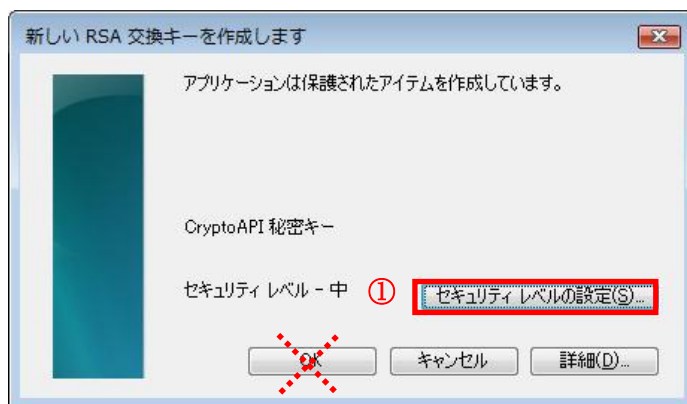 新しい RSA 交換キーを作成します
アプリケーションは保護されたアイテムを作成しています。
CryptoAPI 秘密キー
セキュリティ レベル - 中 ① セキュリティ レベルの設定(S)...
OK キャンセル 詳細(D)...